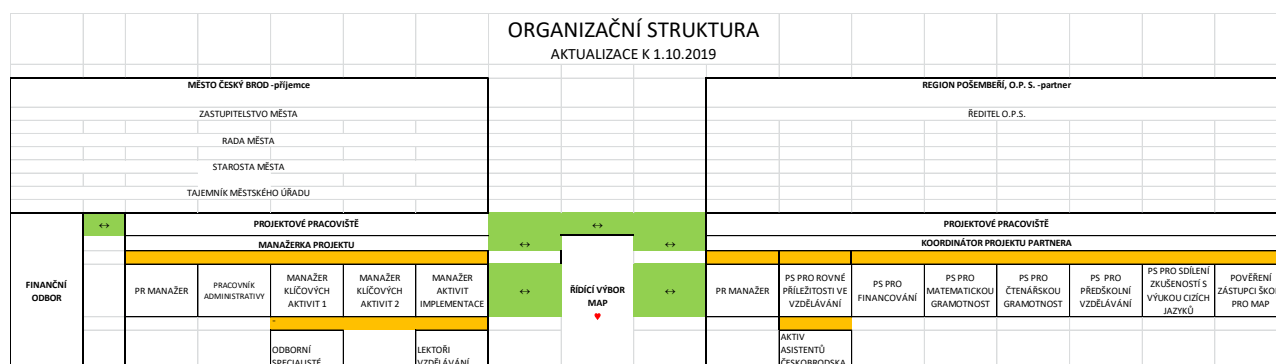 ORGANIZAČNÍ STRUKTURA
AKTUALIZACE K 1.10.2019
MĚSTO ČESKÝ BROD -příjemce
ZASTUPITELSTVO MĚSTA
RADA MĚSTA
STAROSTA MĚSTA
TAJEMNÍK MĚSTSKÉHO ÚŘADU
REGION POŠEMBEŘÍ, O.P. S. -partner
ŘEDITEL O.P.S.
FINANČNÍ
ODBOR
↔
PROJEKTOVÉ PRACOVIŠTĚ
MANAŽERKA PROJEKTU
PR MANAŽER
PRACOVNÍK
ADMINISTRATIVY
MANAŽER
KLÍČOVÝCH
AKTIVIT 1
MANAŽER
KLÍČOVÝCH
AKTIVIT 2
MANAŽER
AKTIVIT
IMPLEMENTACE
ODBORNÍ
SPECIALISTÉ
LEKTOŘI
VZDĚLÁVÁNÍ
↔
↔
↔
↔
ŘÍDÍCÍ VÝBOR
MAP
♥
↔
PROJEKTOVÉ PRACOVIŠTĚ
KOORDINÁTOR PROJEKTU PARTNERA
PR MANAŽER
PS PRO ROVNÉ
PŘÍLEŽITOSTI VE
VZDĚLÁVÁNÍ
PS PRO
FINANCOVÁNÍ
PS PRO
MATEMATICKOU
GRAMOTNOST
PS PRO
ČTENÁŘSKOU
GRAMOTNOST
PS PRO
PŘEDŠKOLNÍ
VZDĚLÁVÁNÍ
PS PRO SDÍLENÍ
ZKUŠENOSTÍ S
VÝUKOU CIZÍCH
JAZYKŮ
POVĚŘENÍ
ZÁSTUPCI ŠKOL
PRO MAP
AKTIV
ASISTENTŮ
ČESKOBRODSKA